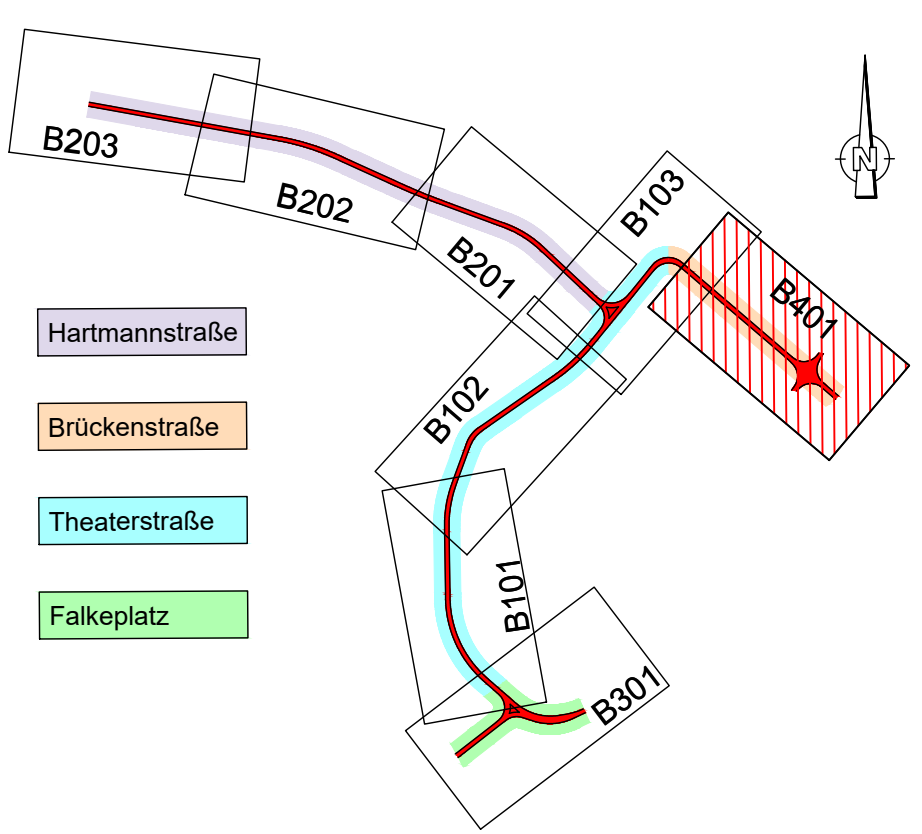 B203
B202
B201
B103
B401
N
Hartmannstraße
Brückenstraße
Theaterstraße
Falkeplatz
B102
B101
B301